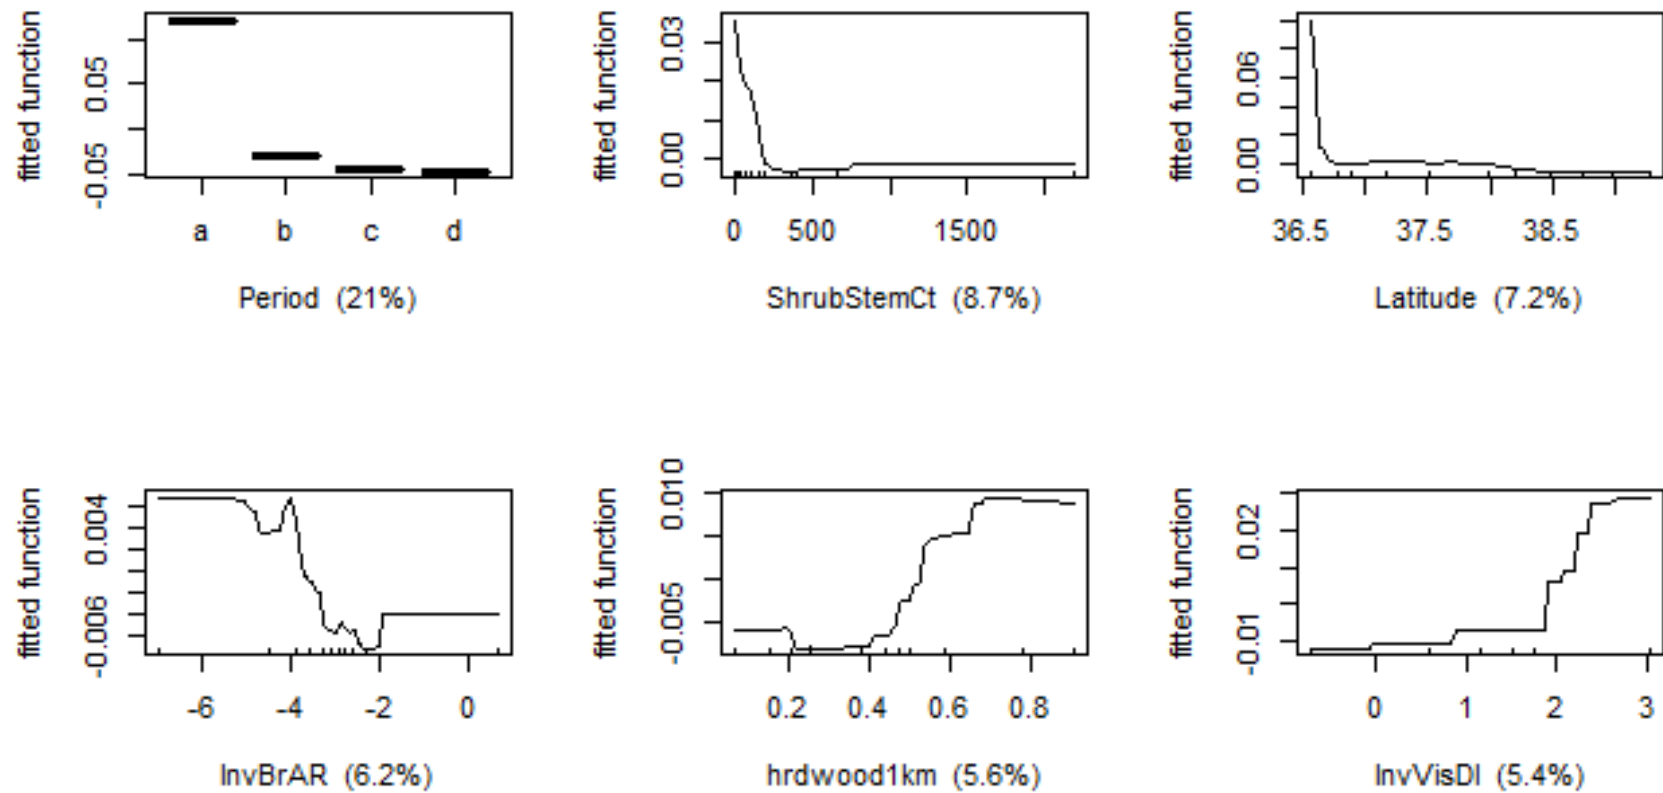 fitted function
0.05
-0.05
a b c d
Period (21%)
fitted function
0.03
0.00
0 500 1500
ShrubStemCt (8.7%)
fitted function
0.06
0.00
36.5 37.5 38.5
Latitude (7.2%)
fitted function
0.004
-0.006
-6 -4 -2 0
InvBrAR (6.2%)
fitted function
0.010
-0.005
0.2 0.4 0.6 0.8
hrdwood1km (5.6%)
fitted function
0.02
-0.01
0 1 2 3
InvVisDI (5.4%)